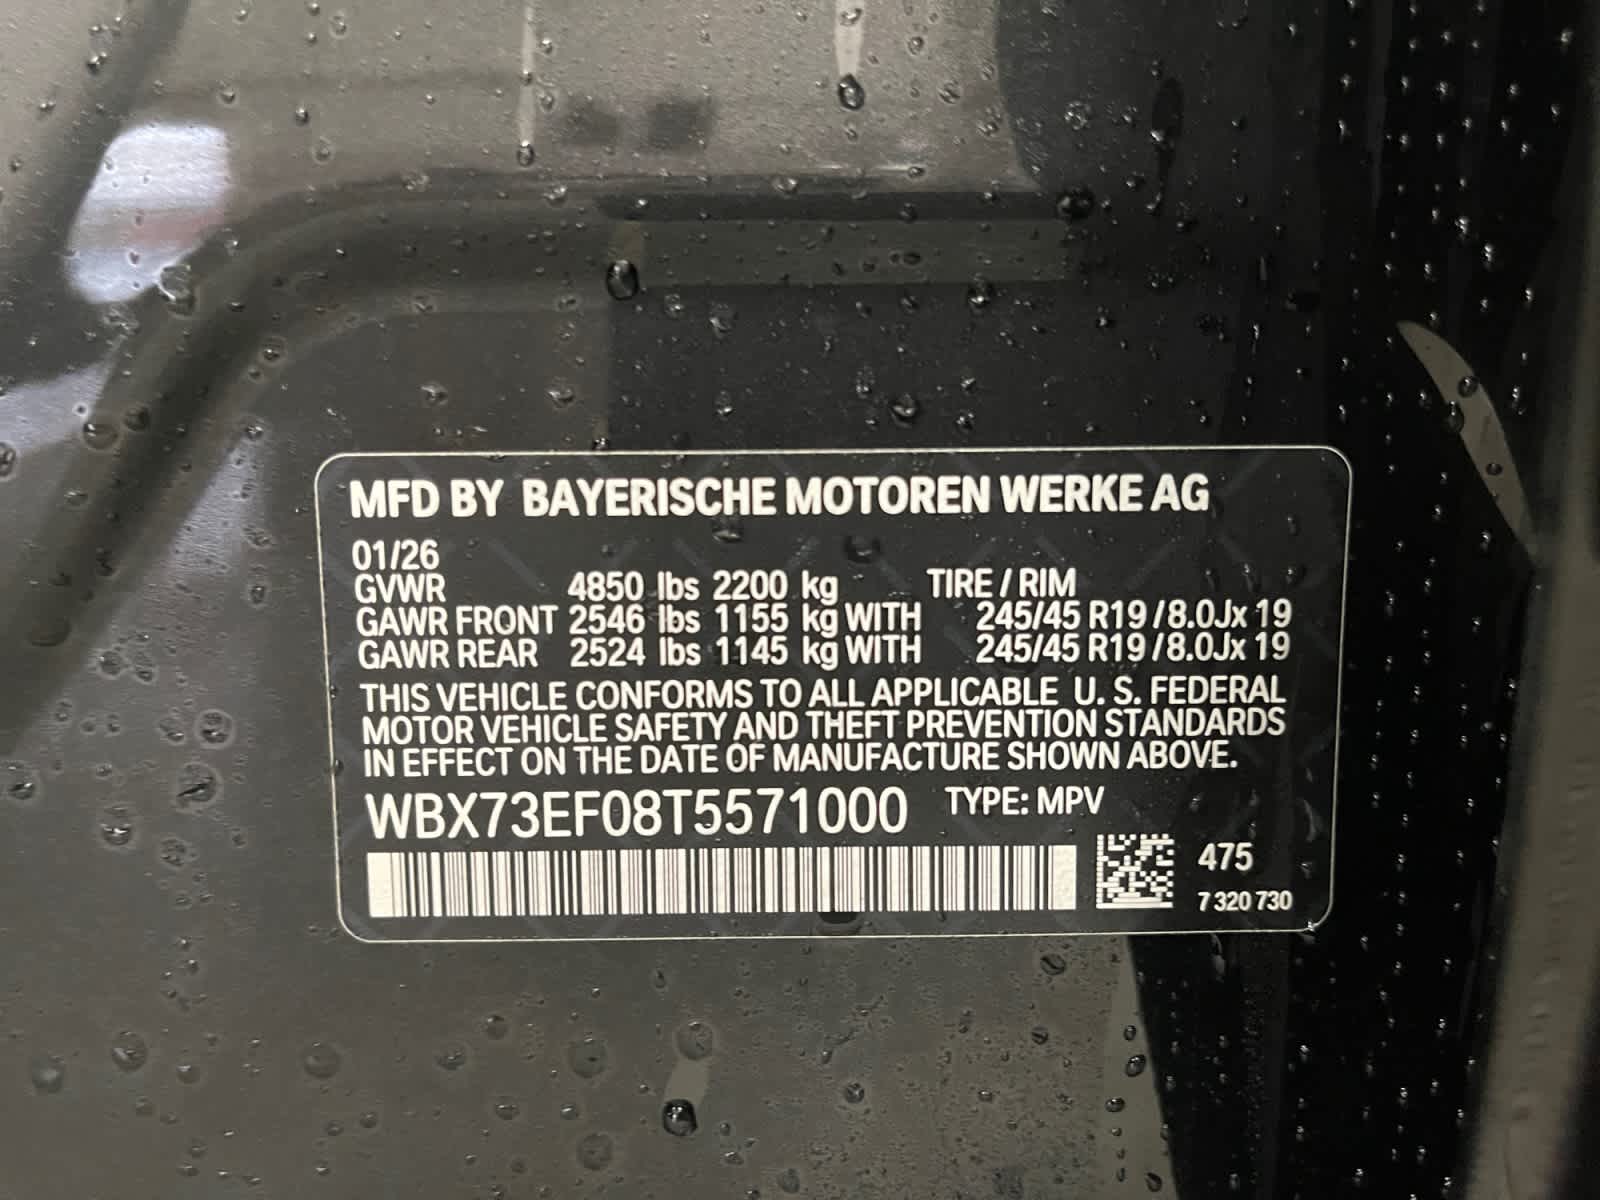 MFD BY BAYERISCHE MOTOREN WERKE AG
01/26
GVWR 4850 lbs 2200 kg TIRE / RIM
GAWR FRONT 2546 lbs 1155 kg WITH 245/45 R19 / 8.0Jx 19
GAWR REAR 2524 lbs 1145 kg WITH 245/45 R19 / 8.0Jx 19
THIS VEHICLE CONFORMS TO ALL APPLICABLE U. S. FEDERAL
MOTOR VEHICLE SAFETY AND THEFT PREVENTION STANDARDS
IN EFFECT ON THE DATE OF MANUFACTURE SHOWN ABOVE.
WBX73EF08T5571000 TYPE: MPV
475
7 320 730